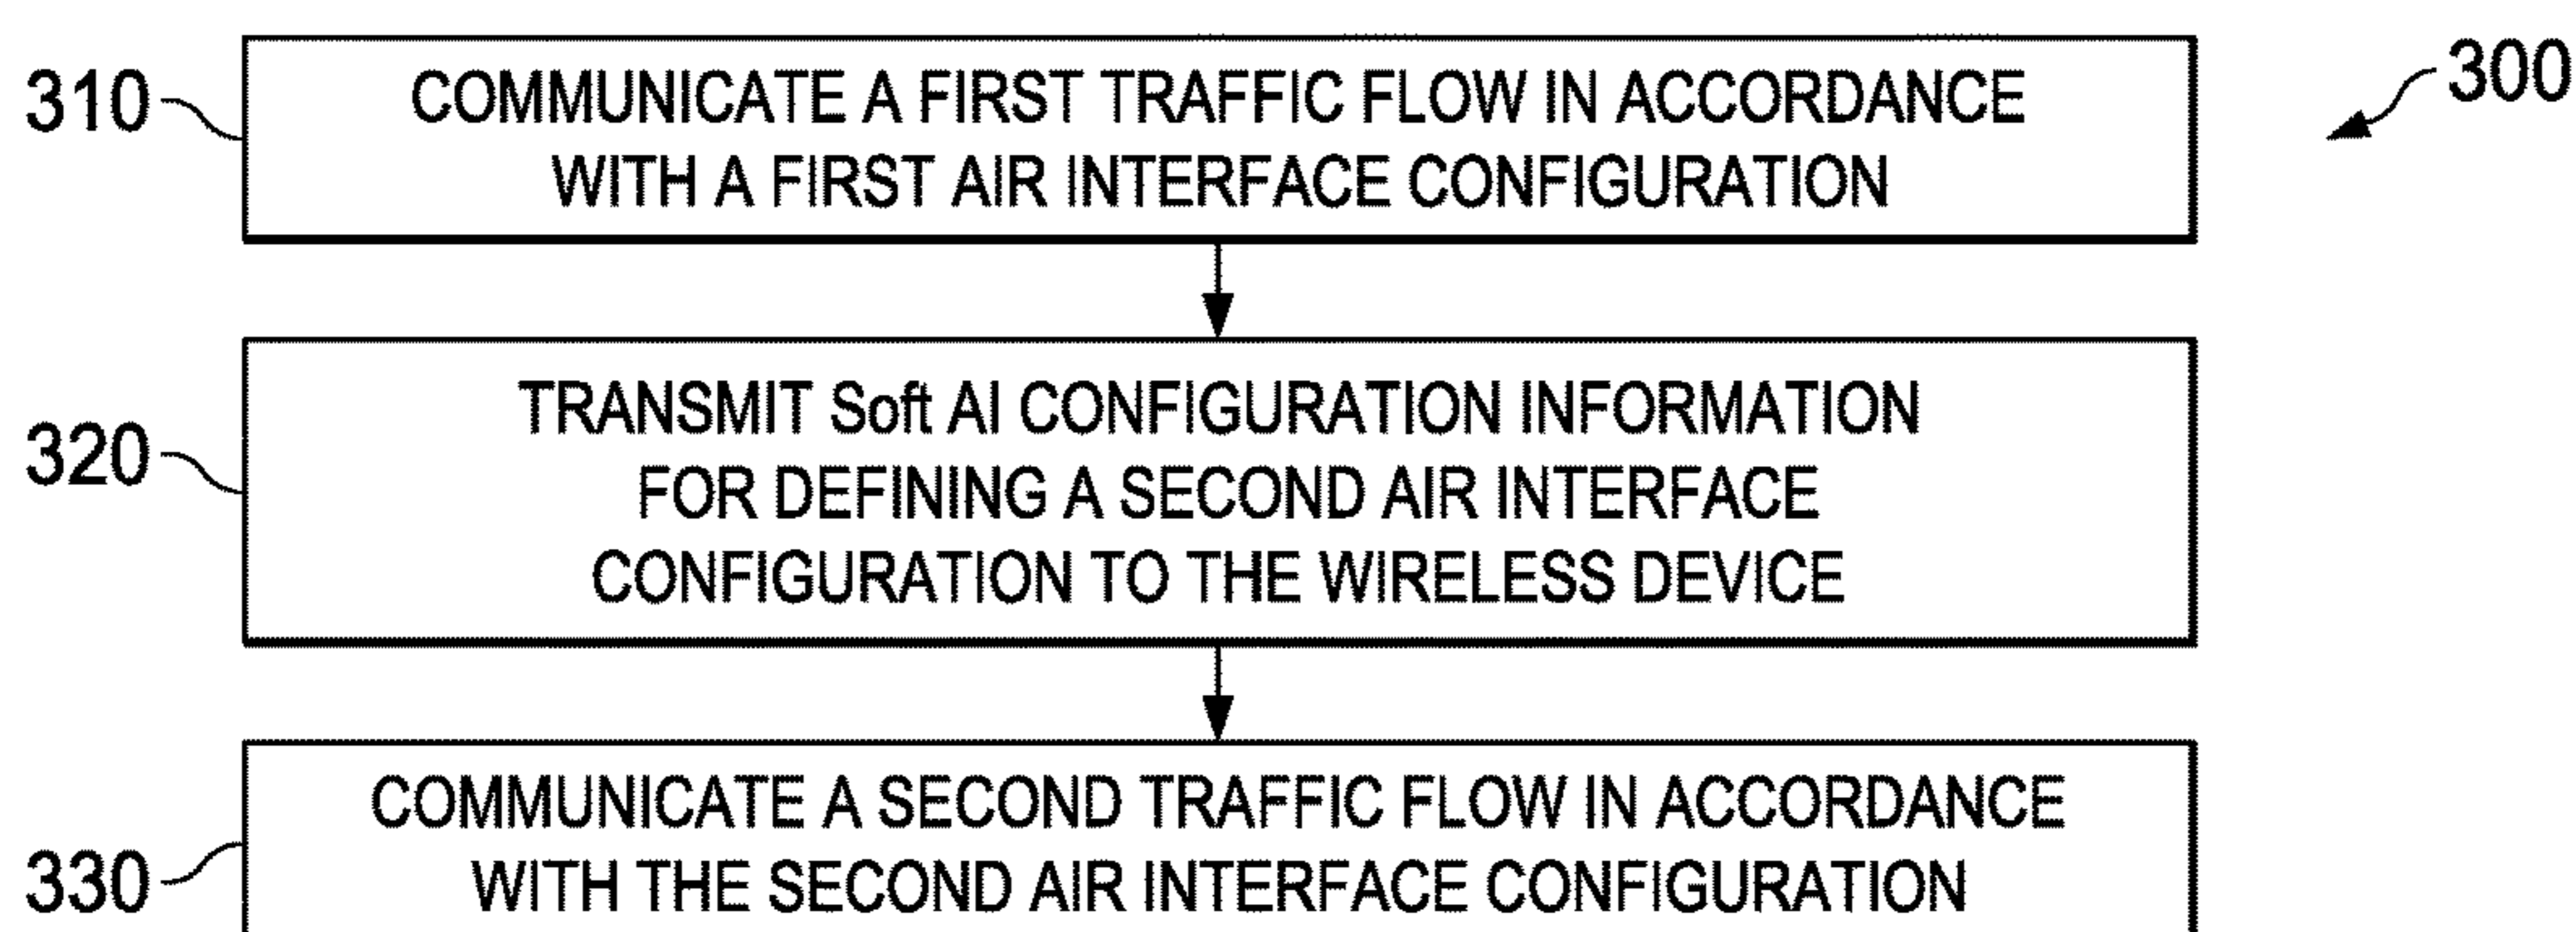 310
COMMUNICATE A FIRST TRAFFIC FLOW IN ACCORDANCE
WITH A FIRST AIR INTERFACE CONFIGURATION
300
320
TRANSMIT Soft AI CONFIGURATION INFORMATION
FOR DEFINING A SECOND AIR INTERFACE
CONFIGURATION TO THE WIRELESS DEVICE
330
COMMUNICATE A SECOND TRAFFIC FLOW IN ACCORDANCE
WITH THE SECOND AIR INTERFACE CONFIGURATION